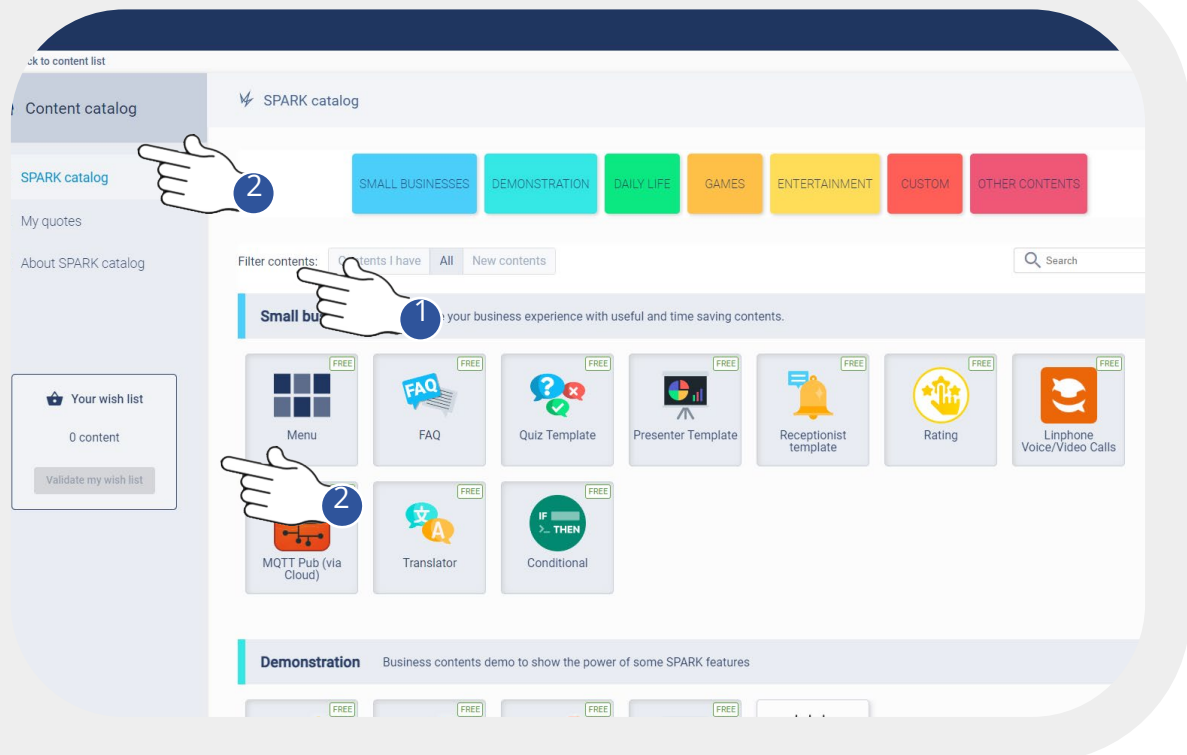 ck to content list
Content catalog
SPARK catalog
SPARK catalog
My quotes
About SPARK catalog
2
SMALL BUSINESSES
DEMONSTRATION
DAILY LIFE
GAMES
ENTERTAINMENT
CUSTOM
OTHER CONTENTS
Filter contents:
tents I have
All
New contents
Search
1
Small bu
your business experience with useful and time saving contents.
Your wish list
0 content
Validate my wish list
FREE
FREE
FREE
FREE
FREE
FREE
FREE
FAQ
Menu
FAQ
Quiz Template
Presenter Template
Receptionist
template
Rating
Linphone
Voice/Video Calls
2
FREE
FREE
文
A
IF
>_ THEN
MQTT Pub (via
Cloud)
Translator
Conditional
Demonstration
Business contents demo to show the power of some SPARK features
FREE
FREE
FREE
FREE